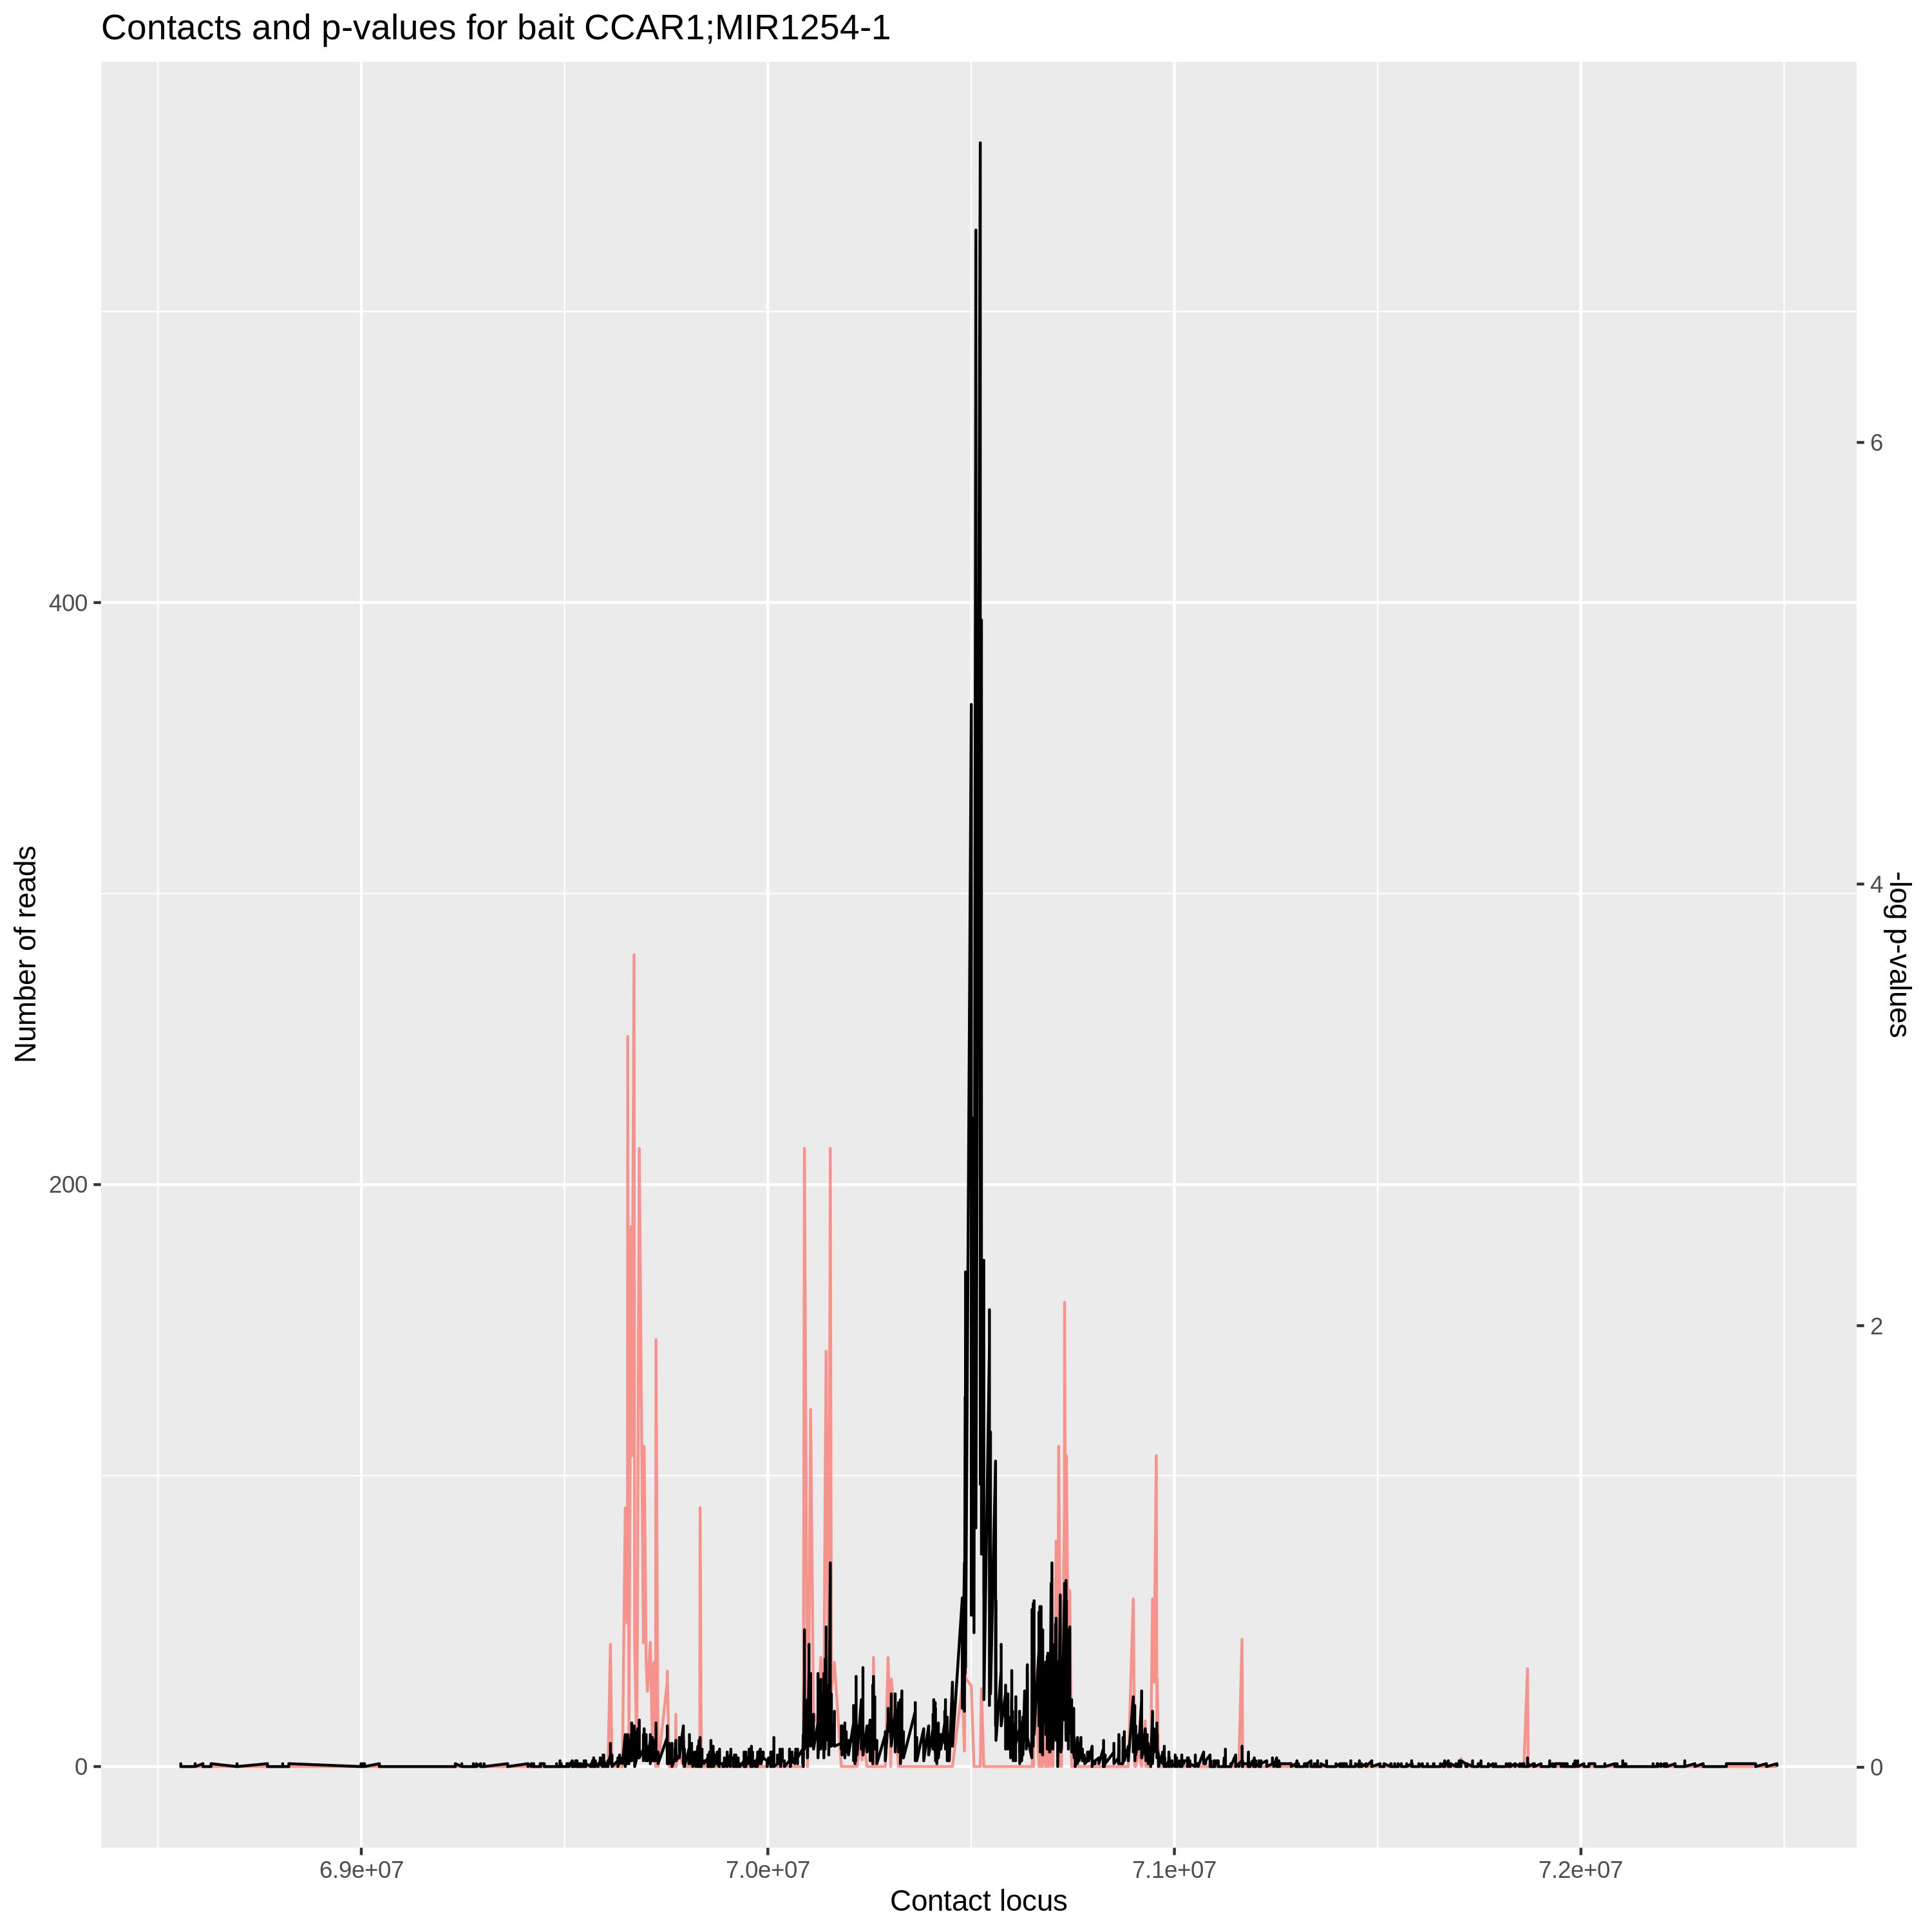 Contacts and p-values for bait CCAR1;MIR1254-1
Number of reads
400
200
0
6
4
2
0
-log p-values
6.9e+07 7.0e+07 7.1e+07 7.2e+07
Contact locus